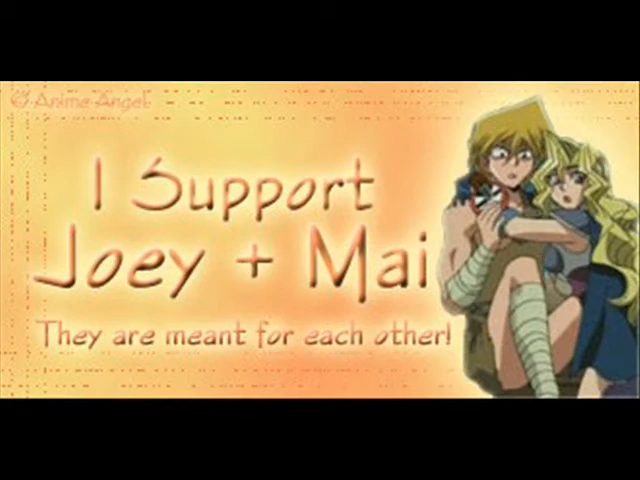 © Anime-Angel
I Support
Joey + Mai
They are meant for each other!